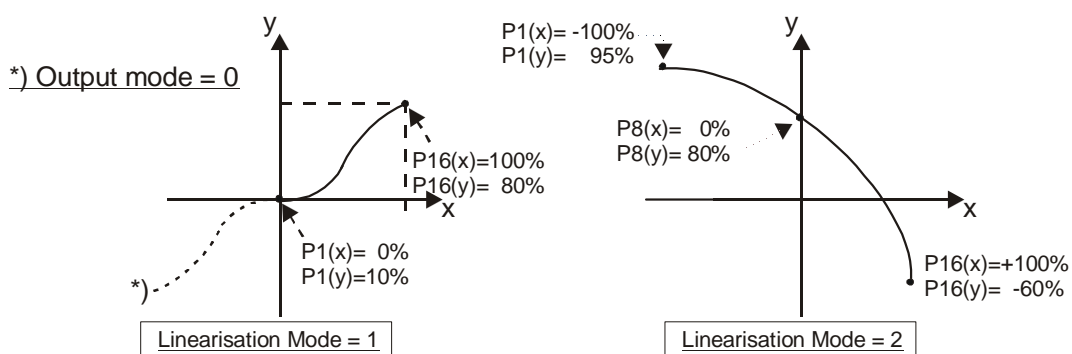 y
*) Output mode = 0
P16(x)=100%
P16(y)= 80%
x
P1(x)= 0%
P1(y)=10%
*)
Linearisation Mode = 1
y
P1(x)= -100%
P1(y)= 95%
P8(x)= 0%
P8(y)= 80%
x
P16(x)=+100%
P16(y)= -60%
Linearisation Mode = 2